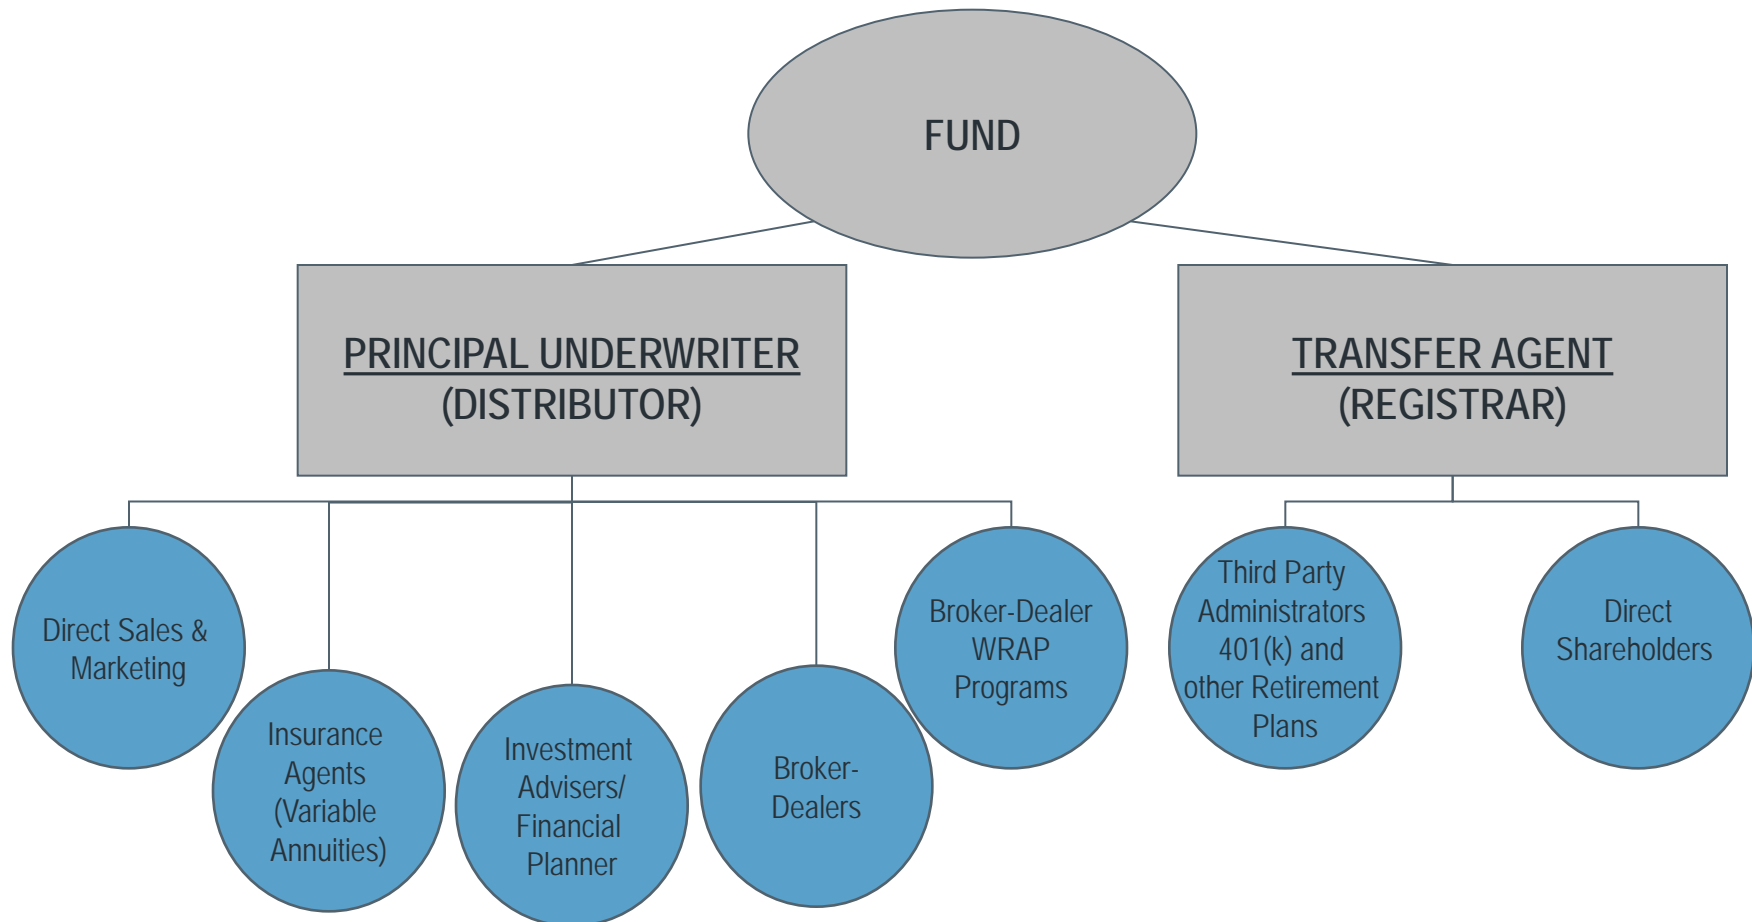 FUND
PRINCIPAL UNDERWRITER
(DISTRIBUTOR)
TRANSFER AGENT
(REGISTRAR)
Direct Sales &
Marketing
Insurance
Agents
(Variable
Annuities)
Investment
Advisers/
Financial
Planner
Broker-
Dealers
Broker-Dealer
WRAP
Programs
Third Party
Administrators
401(k) and
other Retirement
Plans
Direct
Shareholders